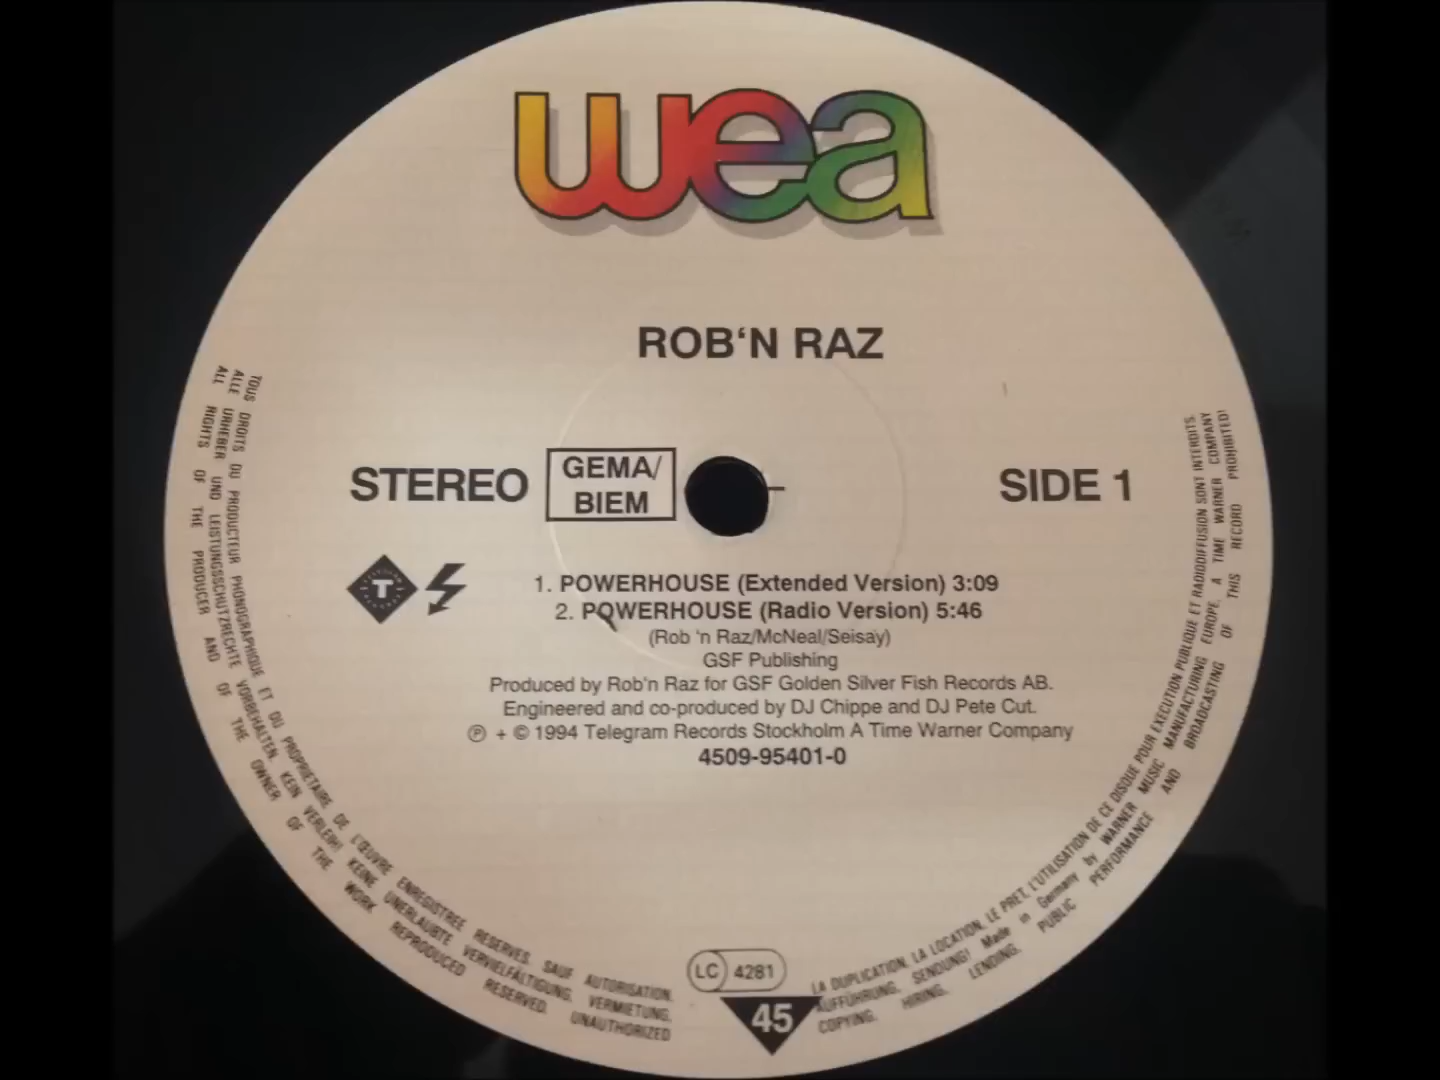 wea
ROB‘N RAZ
STEREO
GEMA/
BIEM
SIDE 1
T
1. POWERHOUSE (Extended Version) 3:09
2. POWERHOUSE (Radio Version) 5:46
(Rob 'n Raz/McNeal/Seisay)
GSF Publishing
Produced by Rob'n Raz for GSF Golden Silver Fish Records AB.
Engineered and co-produced by DJ Chippe and DJ Pete Cut.
℗ + © 1994 Telegram Records Stockholm A Time Warner Company
4509-95401-0
LC 4281
45
TOUS DROITS DU PRODUCTEUR PHONOGRAPHIQUE ET DU PROPRIETAIRE DE L'ŒUVRE ENREGISTREE RESERVES. SAUF AUTORISATION,
LA DUPLICATION, LA LOCATION, LE PRET, L'UTILISATION DE CE DISQUE POUR EXECUTION PUBLIQUE ET RADIODIFFUSION SONT INTERDITS.
ALLE URHEBER UND LEISTUNGSSCHUTZRECHTE VORBEHALTEN. KEIN VERLEIH! KEINE UNERLAUBTE VERVIELFÄLTIGUNG, VERMIETUNG,
AUFFÜHRUNG, SENDUNG! Made in Germany by WARNER MUSIC MANUFACTURING EUROPE. A TIME WARNER COMPANY
ALL RIGHTS OF THE PRODUCER AND OF THE OWNER OF THE WORK REPRODUCED RESERVED. UNAUTHORIZED
COPYING, HIRING, LENDING, PUBLIC PERFORMANCE AND BROADCASTING OF THIS RECORD PROHIBITED!